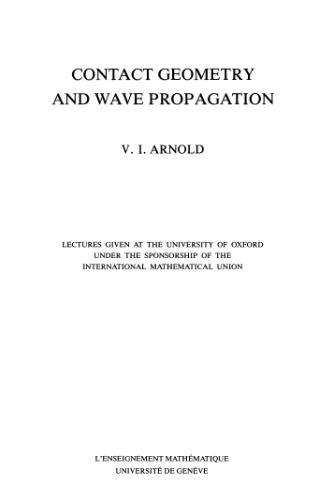 CONTACT GEOMETRY
AND WAVE PROPAGATION
V. I. ARNOLD
LECTURES GIVEN AT THE UNIVERSITY OF OXFORD
UNDER THE SPONSORSHIP OF THE
INTERNATIONAL MATHEMATICAL UNION
L'ENSEIGNEMENT MATHÉMATIQUE
UNIVERSITÉ DE GENÈVE